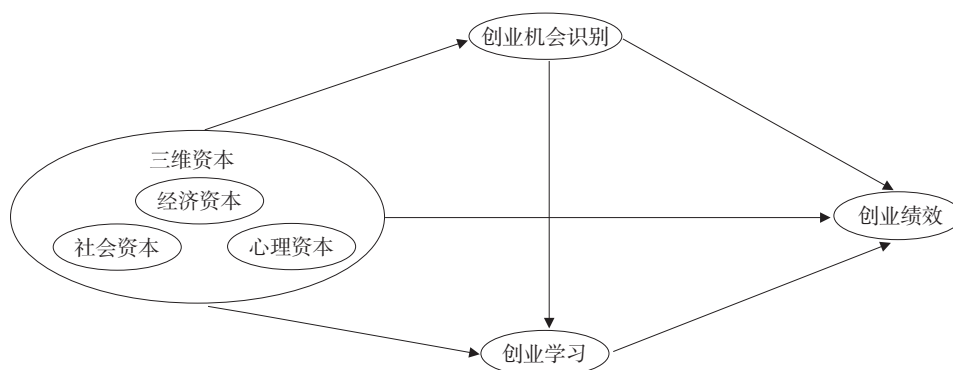 创业机会识别
三维资本
经济资本
社会资本
心理资本
创业绩效
创业学习